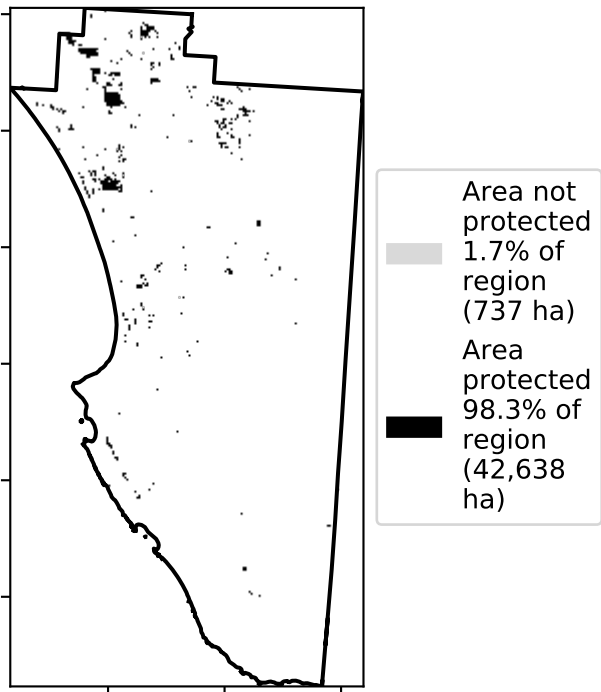 Area not
protected
1.7% of
region
(737 ha)
Area
protected
98.3% of
region
(42,638
ha)